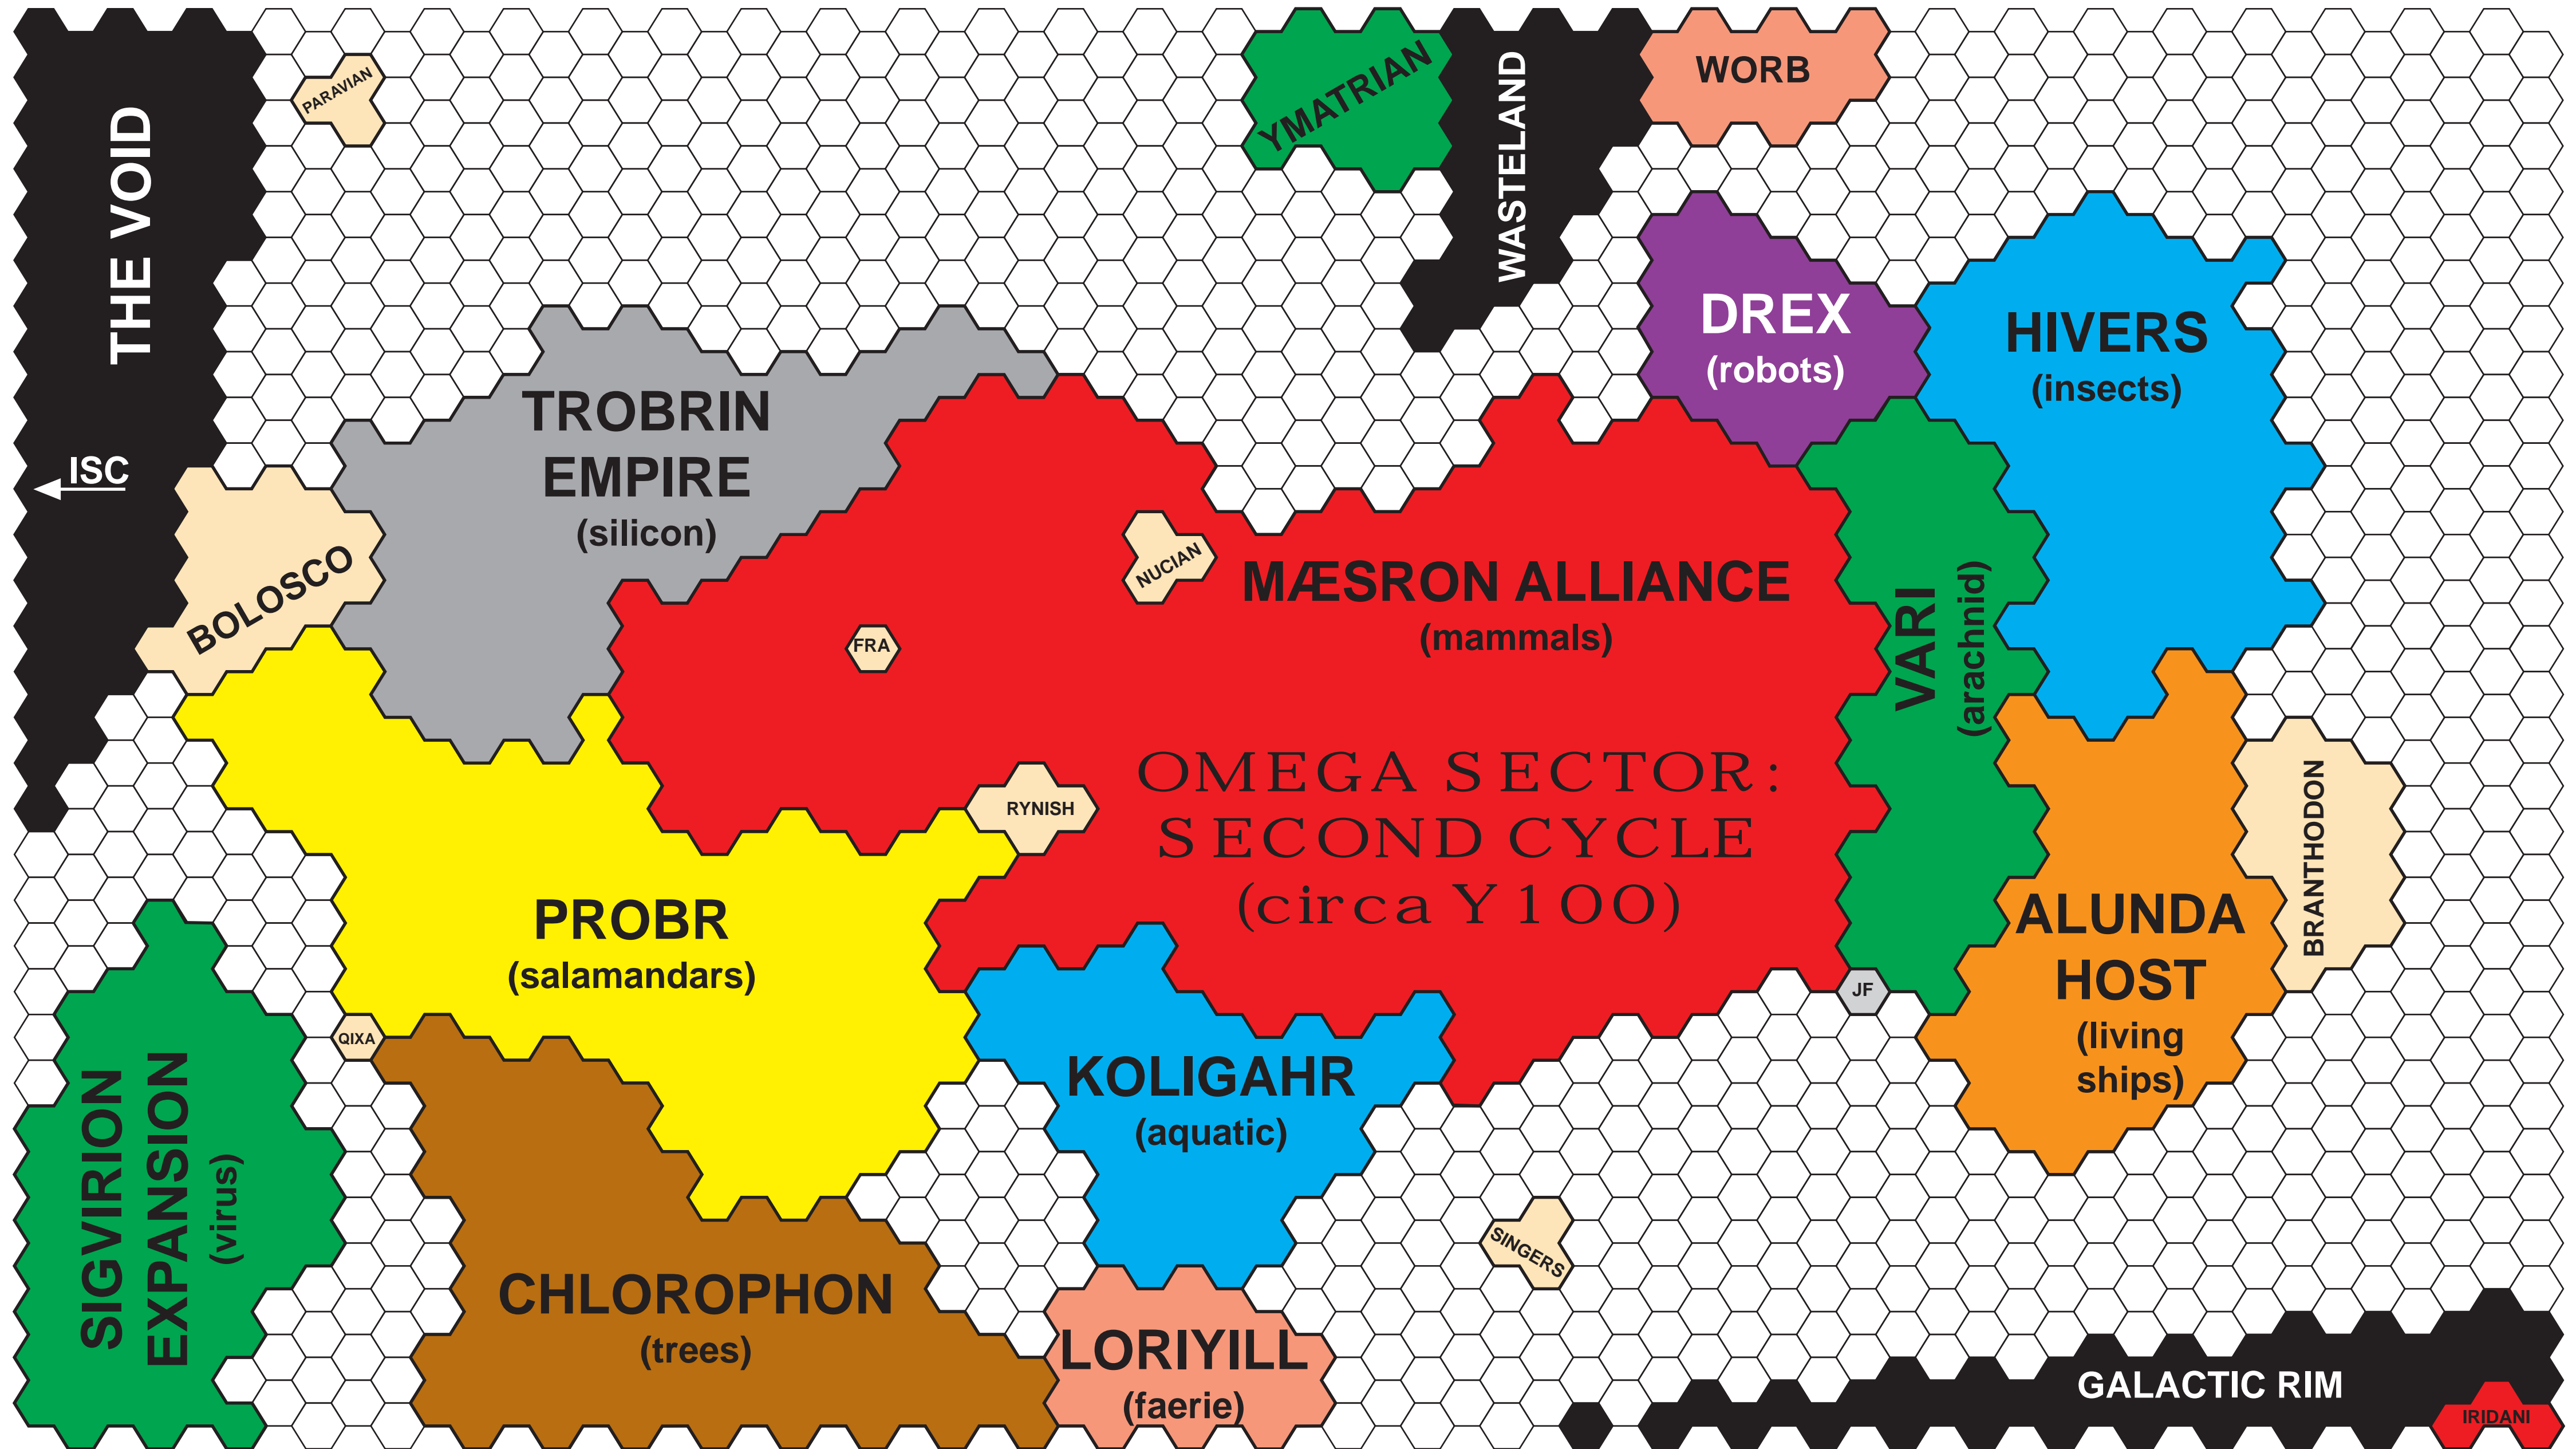 THE VOID
PARAVIAN
YMATRIAN
WASTELAND
WORB
ISC
BOLOSCO
TROBRIN
EMPIRE
(silicon)
DREX
(robots)
HIVERS
(insects)
NUCIAN
FRA
MÆSRON ALLIANCE
(mammals)
VARI
(arachnid)
RYNISH
OMEGA SECTOR:
SECOND CYCLE
(circa Y100)
BRANTHODON
PROBR
(salamandars)
ALUNDA
HOST
(living
ships)
JF
QIXA
KOLIGAHR
(aquatic)
SIGVIRION
EXPANSION
(virus)
SINGERS
CHLOROPHON
(trees)
LORIYILL
(faerie)
GALACTIC RIM
IRIDANI